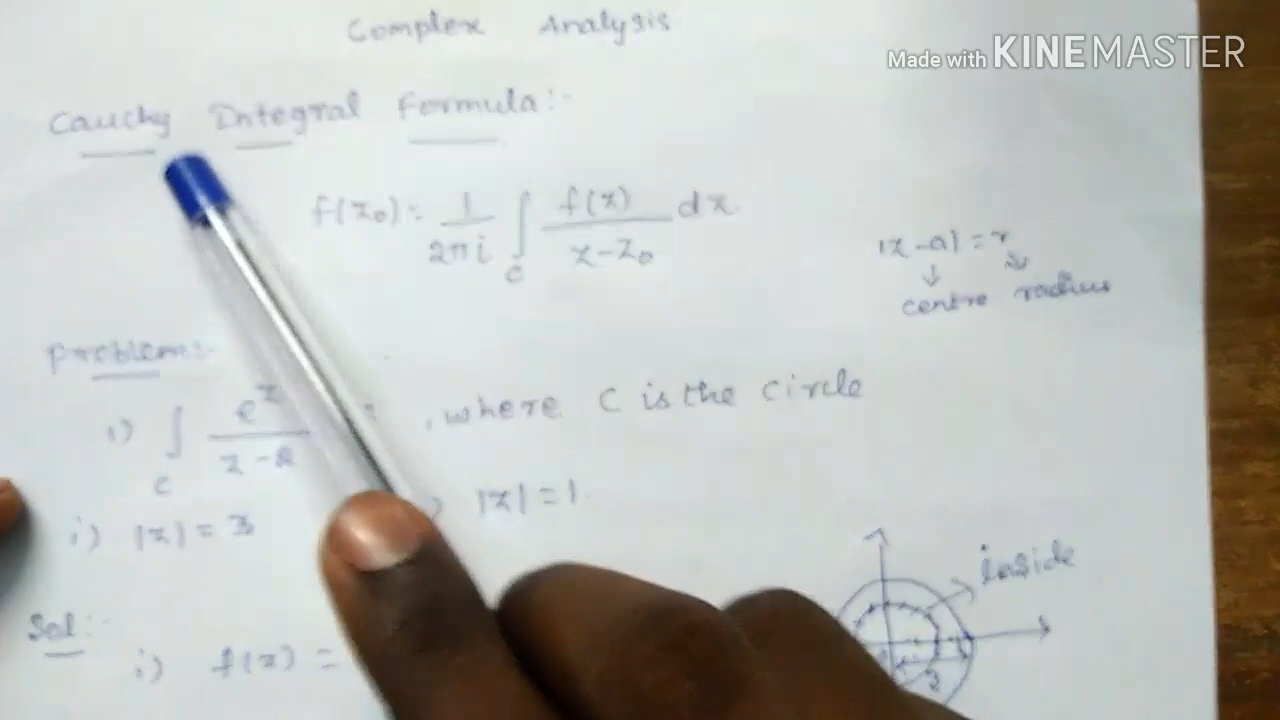 Complex Analysis
Made with KINEMASTER
Cauchy Integral Formula:-
f(z₀) = 1/2πi ∫c f(z)/z-z₀ dz
|z-a| = r
centre radius
Problem:-
1) ∫c e^z/z-2 , where C is the circle
i) |z| = 3 ) |z| = 1.
inside
Sol:-
i) f(z) =
3